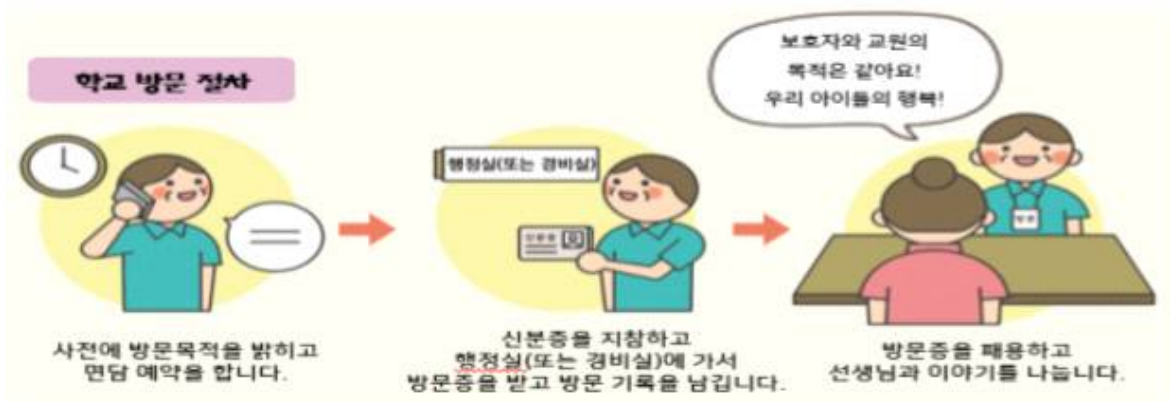 학교 방문 절차
보호자와 교원의
목적은 같아요!
우리 아이들의 행복!
행정실(또는 경비실)
신분증
방문
사전에 방문목적을 밝히고
면담 예약을 합니다.
신분증을 지참하고
행정실(또는 경비실)에 가서
방문증을 받고 방문 기록을 남깁니다.
방문증을 패용하고
선생님과 이야기를 나눕니다.